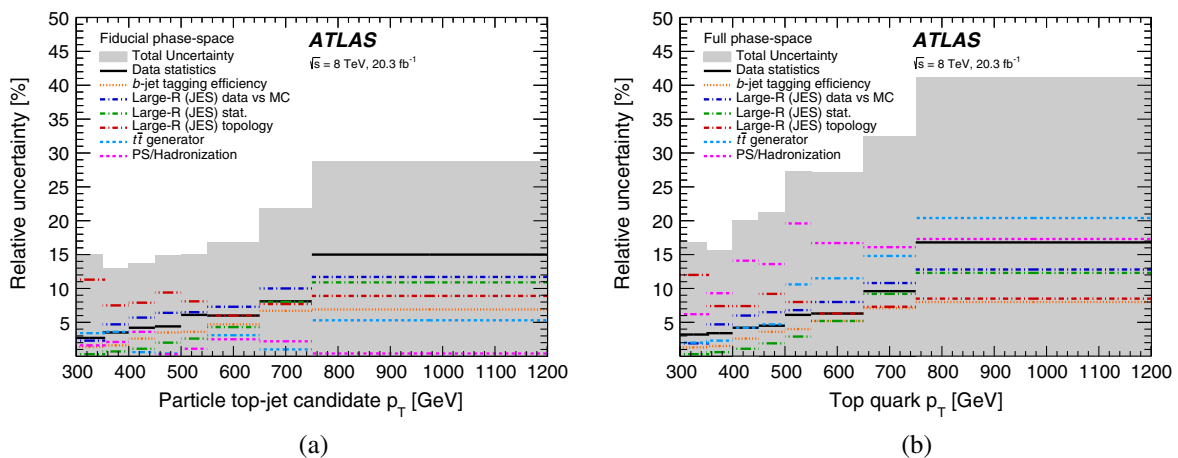 Relative uncertainty [%]
50
45
40
35
30
25
20
15
10
5
Fiducial phase-space
Total Uncertainty
Data statistics
b-jet tagging efficiency
Large-R (JES) data vs MC
Large-R (JES) stat.
Large-R (JES) topology
tt̄ generator
PS/Hadronization
ATLAS
√s = 8 TeV, 20.3 fb⁻¹
300 400 500 600 700 800 900 1000 1100 1200
Particle top-jet candidate p_T [GeV]
(a)
Relative uncertainty [%]
50
45
40
35
30
25
20
15
10
5
Full phase-space
Total Uncertainty
Data statistics
b-jet tagging efficiency
Large-R (JES) data vs MC
Large-R (JES) stat.
Large-R (JES) topology
tt̄ generator
PS/Hadronization
ATLAS
√s = 8 TeV, 20.3 fb⁻¹
300 400 500 600 700 800 900 1000 1100 1200
Top quark p_T [GeV]
(b)